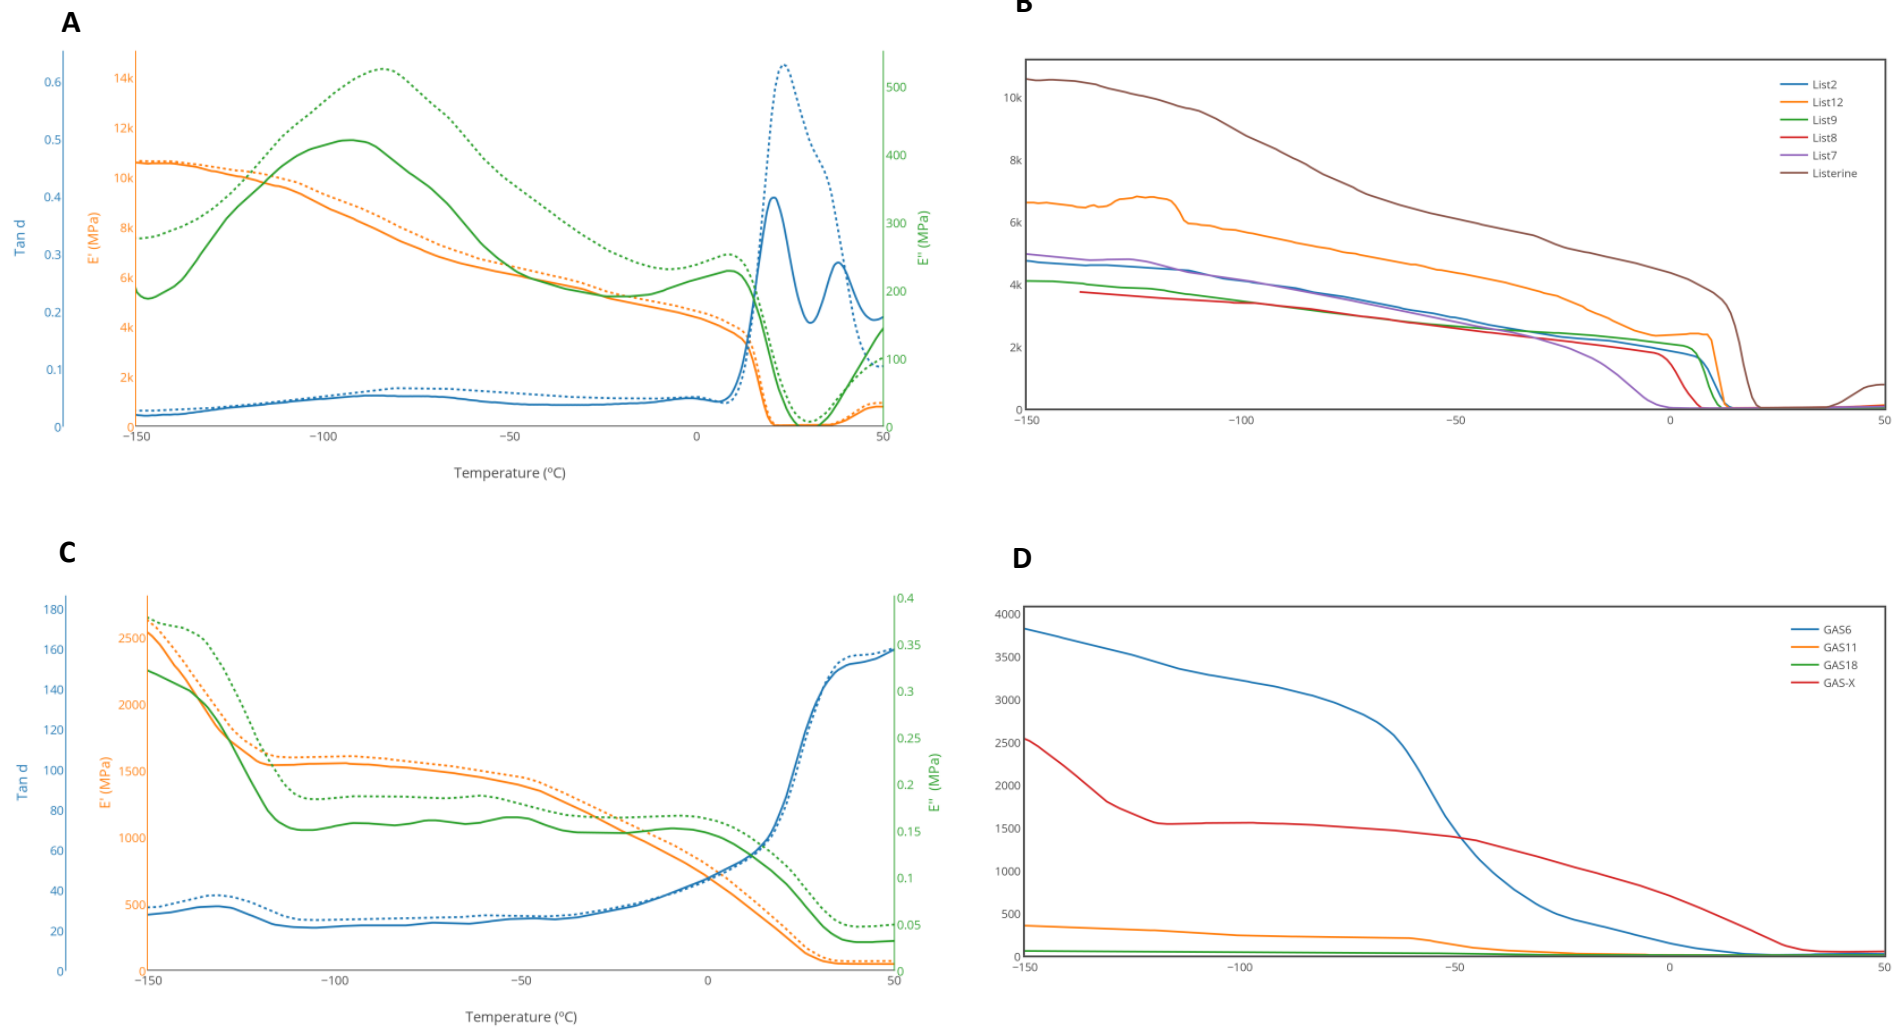 A
B
0.6
0.5
0.4
0.3
0.2
0.1
0
Tan d
14k
12k
10k
8k
6k
4k
2k
0
E' (MPa)
500
400
300
200
100
0
E'' (MPa)
−150
−100
−50
0
50
Temperature (ºC)
10k
8k
6k
4k
2k
0
−150
−100
−50
0
50
List2
List12
List9
List8
List7
Listerine
C
D
180
160
140
120
100
80
60
40
20
0
Tan d
2500
2000
1500
1000
500
0
E' (MPa)
0.4
0.35
0.3
0.25
0.2
0.15
0.1
0.05
0
E'' (MPa)
−150
−100
−50
0
50
Temperature (ºC)
4000
3500
3000
2500
2000
1500
1000
500
0
−150
−100
−50
0
50
GAS6
GAS11
GAS18
GAS-X